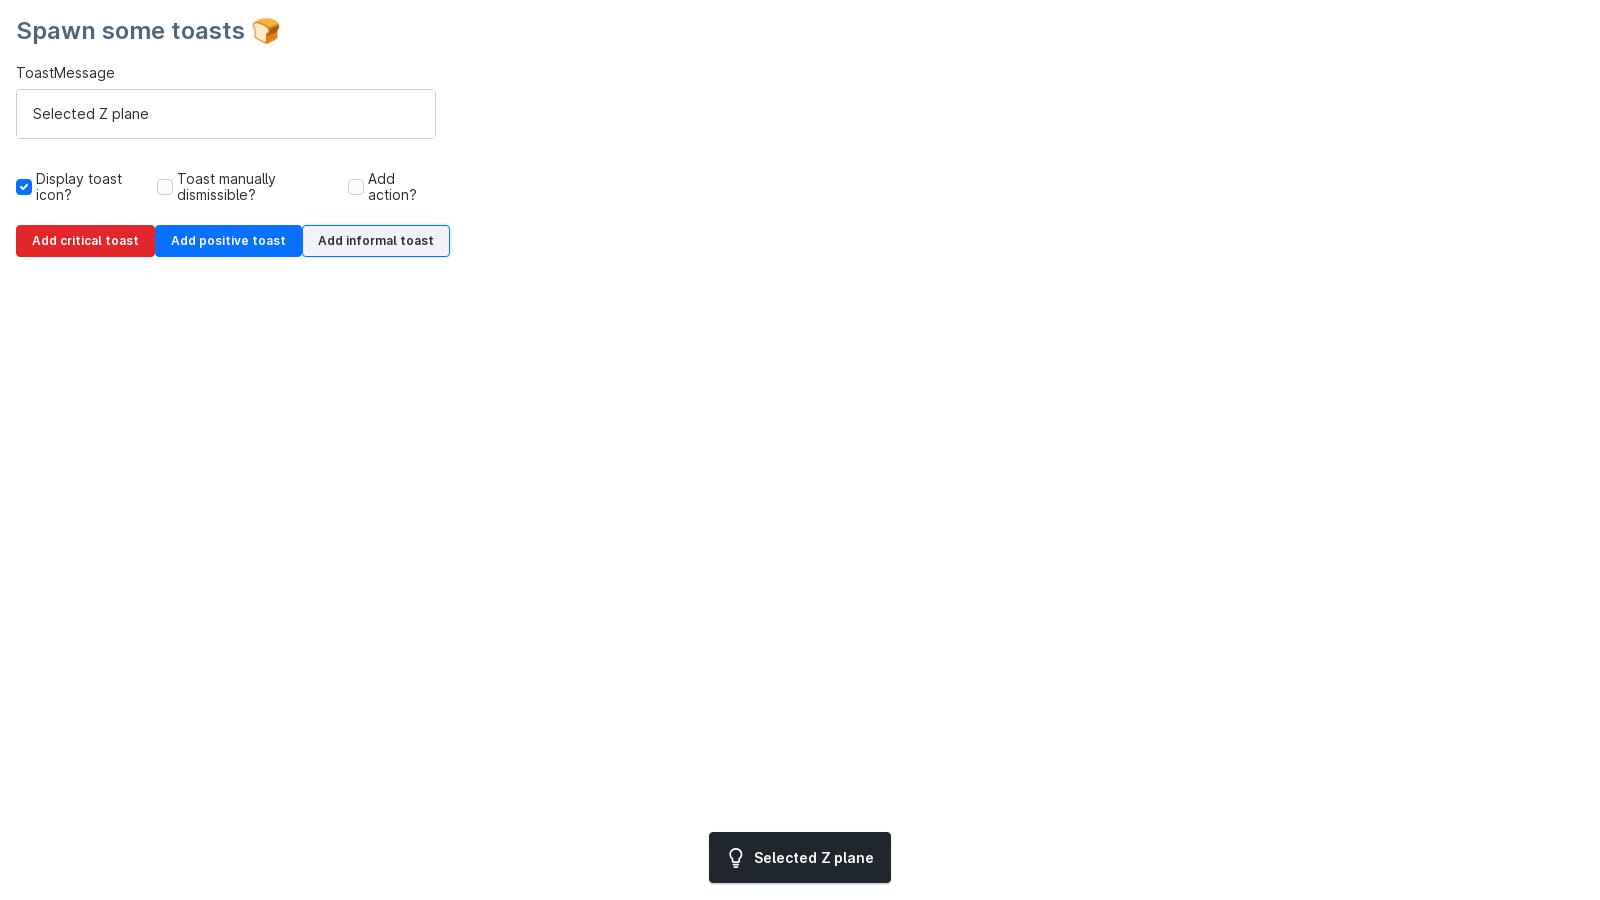 Spawn some toasts 🍞
ToastMessage
Selected Z plane
Display toast
icon?
Toast manually
dismissible?
Add
action?
Add critical toast
Add positive toast
Add informal toast
Selected Z plane